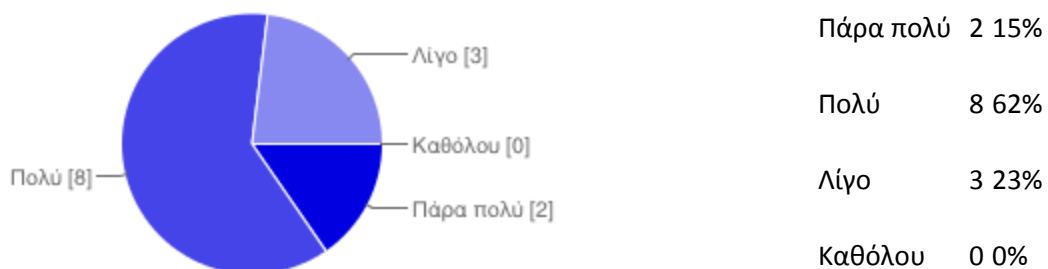 Λίγο [3]
Καθόλου [0]
Πολύ [8]
Πάρα πολύ [2]
Πάρα πολύ 2 15%
Πολύ 8 62%
Λίγο 3 23%
Καθόλου 0 0%